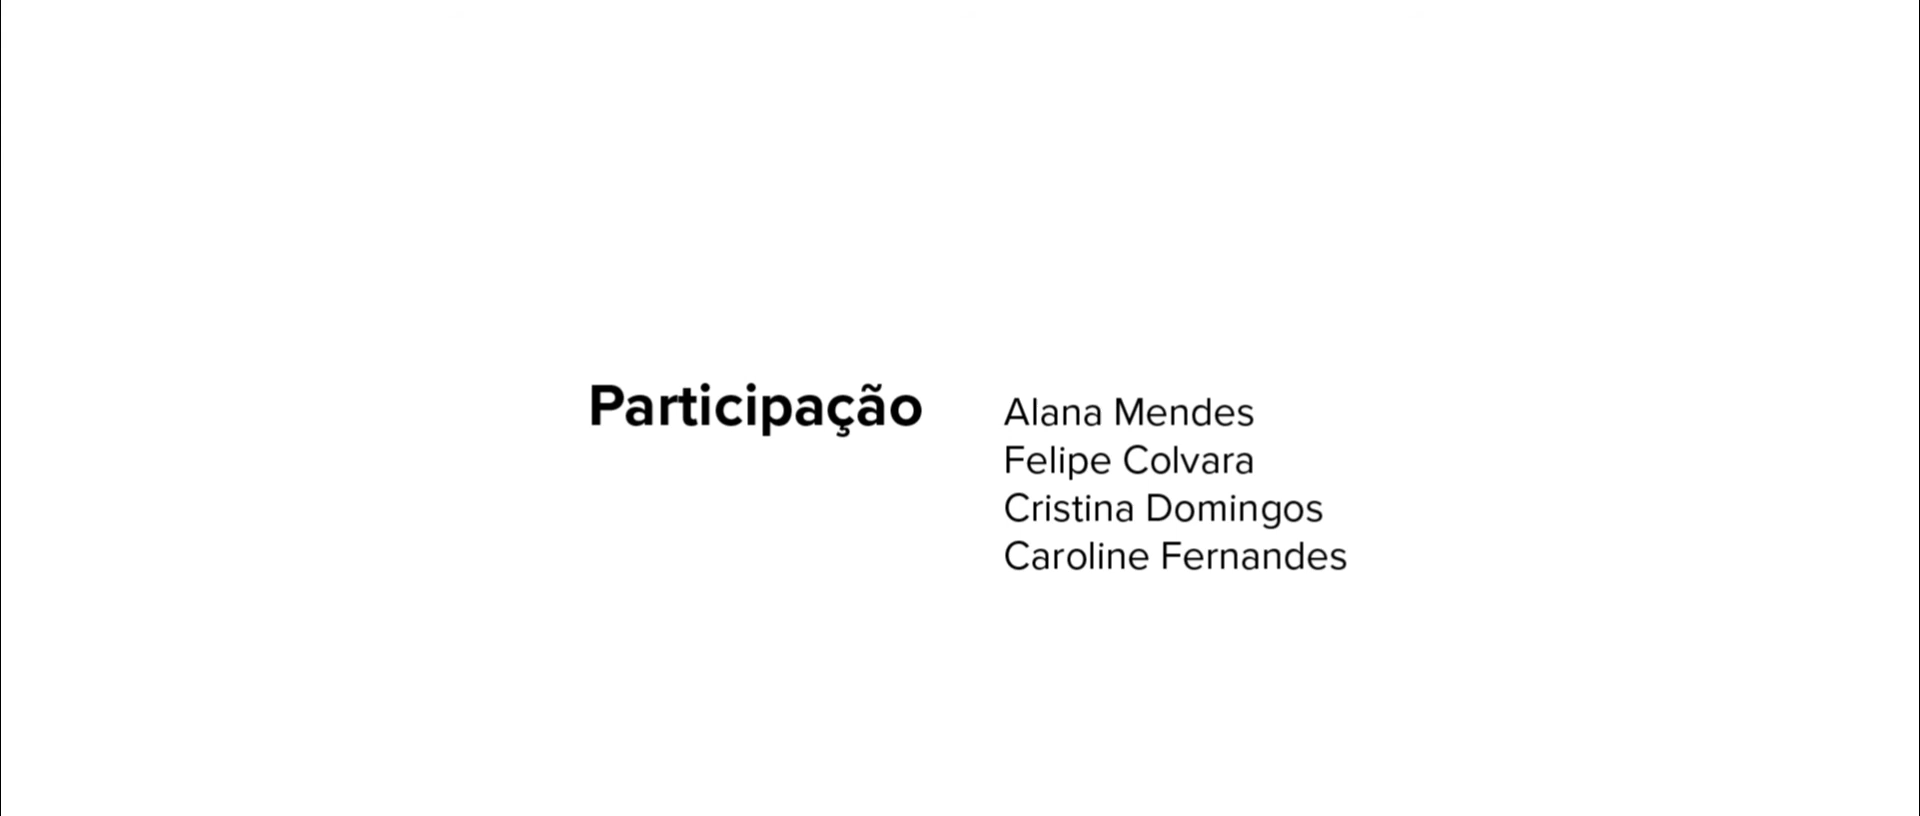 Participação
Alana Mendes
Felipe Colvara
Cristina Domingos
Caroline Fernandes